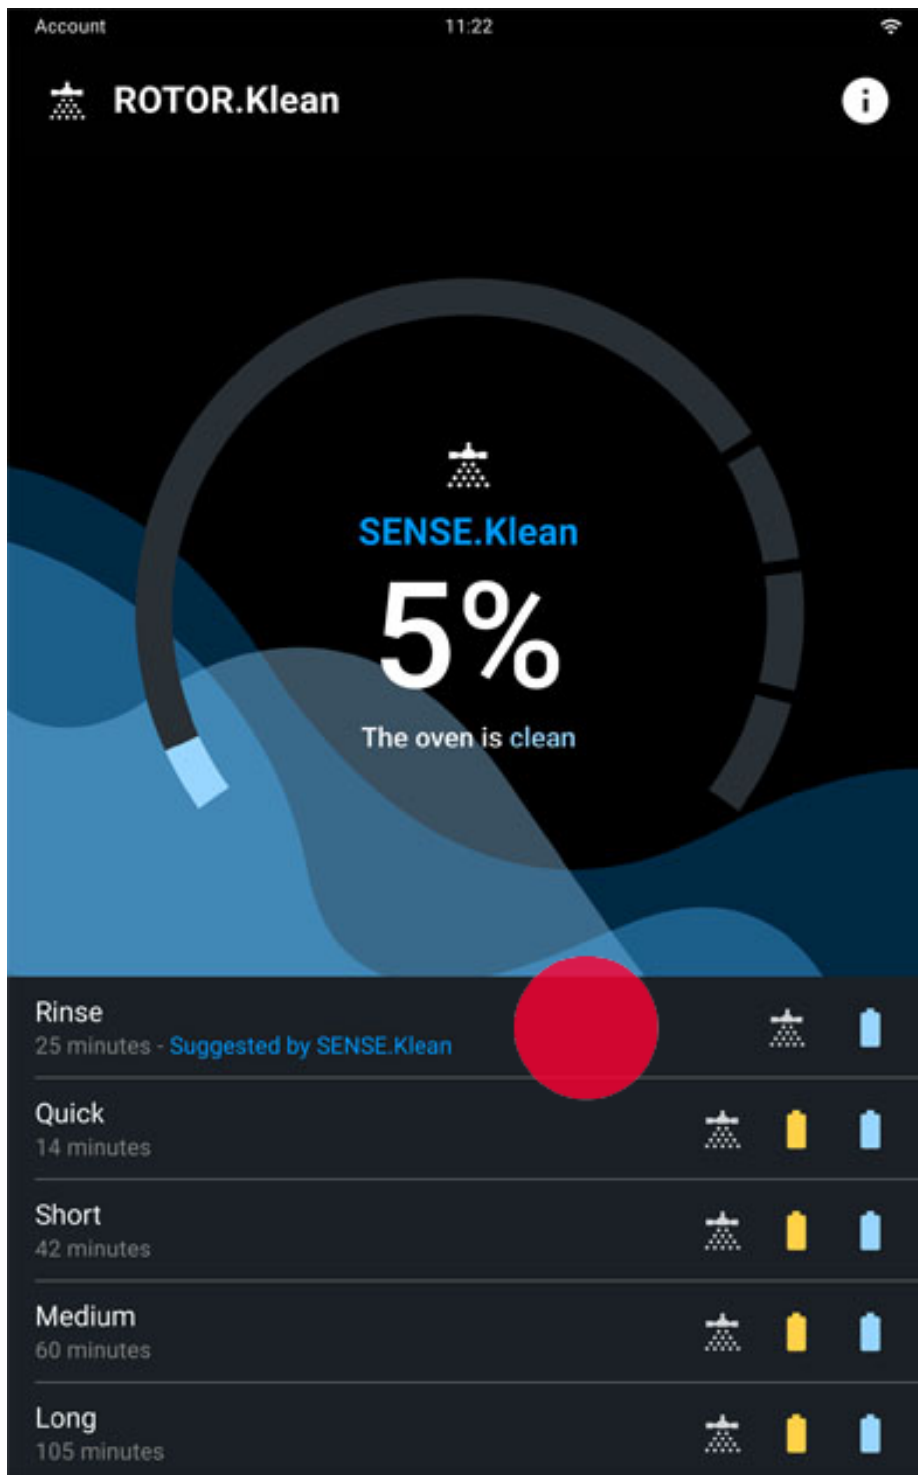 Account
11:22
ROTOR.Klean
SENSE.Klean
5%
The oven is clean
Rinse
25 minutes - Suggested by SENSE.Klean
Quick
14 minutes
Short
42 minutes
Medium
60 minutes
Long
105 minutes